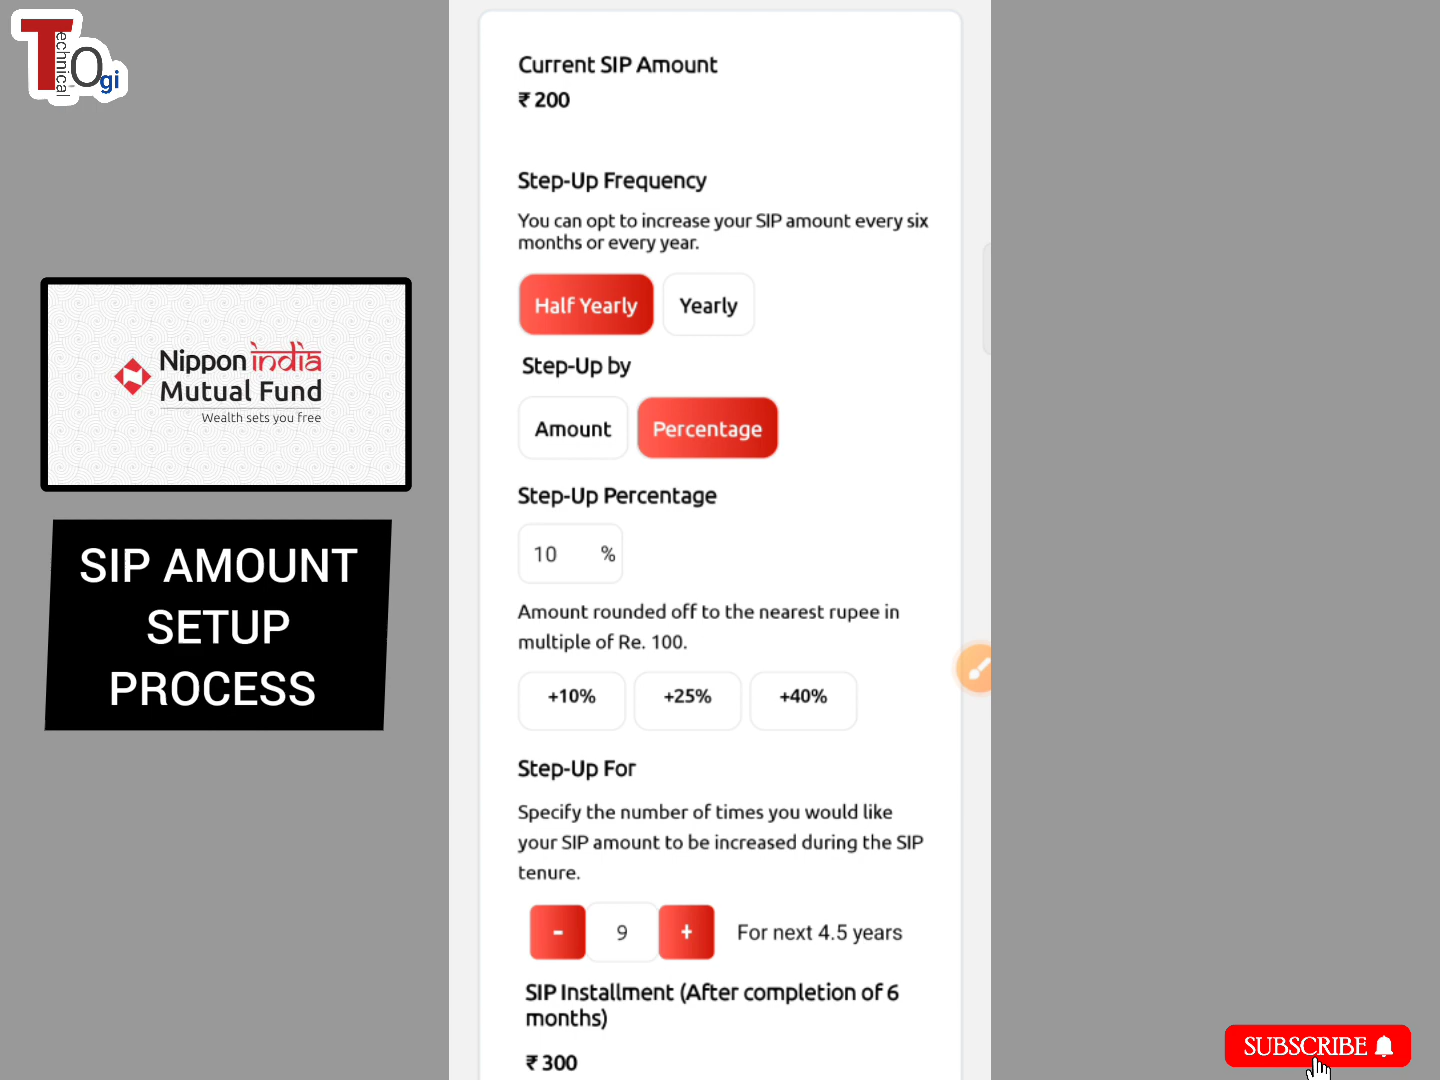 Technical
Ogi
Nippon india
Mutual Fund
Wealth sets you free
SIP AMOUNT
SETUP
PROCESS
Current SIP Amount
₹ 200
Step-Up Frequency
You can opt to increase your SIP amount every six
months or every year.
Half Yearly Yearly
Step-Up by
Amount Percentage
Step-Up Percentage
10 %
Amount rounded off to the nearest rupee in
multiple of Re. 100.
+10% +25% +40%
Step-Up For
Specify the number of times you would like
your SIP amount to be increased during the SIP
tenure.
- 9 + For next 4.5 years
SIP Installment (After completion of 6
months)
₹ 300
SUBSCRIBE